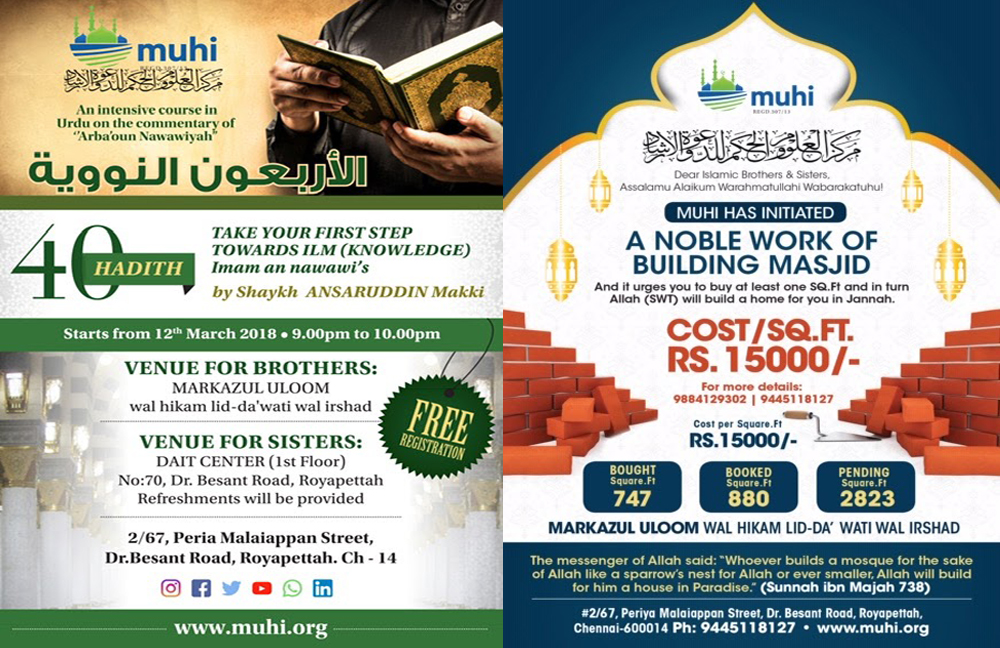 muhi
REGD 307/13
مركز العلوم والحكم للدعوة والإرشاد
An intensive course in
Urdu on the commentary of
"Arba'oun Nawawiyah"
الأربعون النووية
40
HADITH
TAKE YOUR FIRST STEP
TOWARDS ILM (KNOWLEDGE)
Imam an nawawi's
by Shaykh ANSARUDDIN Makki
Starts from 12th March 2018 • 9.00pm to 10.00pm
VENUE FOR BROTHERS:
MARKAZUL ULOOM
wal hikam lid-da'wati wal irshad
VENUE FOR SISTERS:
DAIT CENTER (1st Floor)
No:70, Dr. Besant Road, Royapettah
Refreshments will be provided
FREE
REGISTRATION
2/67, Peria Malaiappan Street,
Dr.Besant Road, Royapettah. Ch - 14
www.muhi.org
muhi
REGD 307/13
مركز العلوم والحكم للدعوة والإرشاد
Dear Islamic Brothers & Sisters,
Assalamu Alaikum Warahmatullahi Wabarakatuhu!
MUHI HAS INITIATED
A NOBLE WORK OF
BUILDING MASJID
And it urges you to buy at least one SQ.Ft and in turn
Allah (SWT) will build a home for you in Jannah.
COST/SQ.FT.
RS. 15000/-
For more details:
9884129302 | 9445118127
Cost per Square.Ft
RS.15000/-
BOUGHT
Square.Ft
747
BOOKED
Square.Ft
880
PENDING
Square.Ft
2823
MARKAZUL ULOOM WAL HIKAM LID-DA' WATI WAL IRSHAD
The messenger of Allah said: "Whoever builds a mosque for the sake
of Allah like a sparrow's nest for Allah or ever smaller, Allah will build
for him a house in Paradise." (Sunnah ibn Majah 738)
#2/67, Periya Malaiappan Street, Dr. Besant Road, Royapettah,
Chennai-600014 Ph: 9445118127 • www.muhi.org